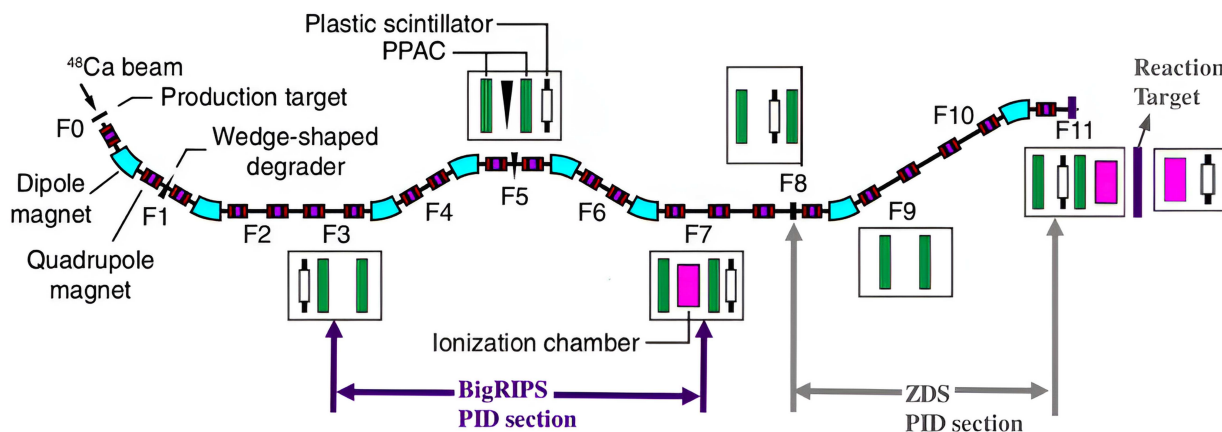 Plastic scintillator
PPAC
⁴⁸Ca beam
Production target
Wedge-shaped
degrader
Reaction
Target
F0
F1
F2
F3
F4
F5
F6
F7
F8
F9
F10
F11
Dipole
magnet
Quadrupole
magnet
Ionization chamber
BigRIPS
PID section
ZDS
PID section